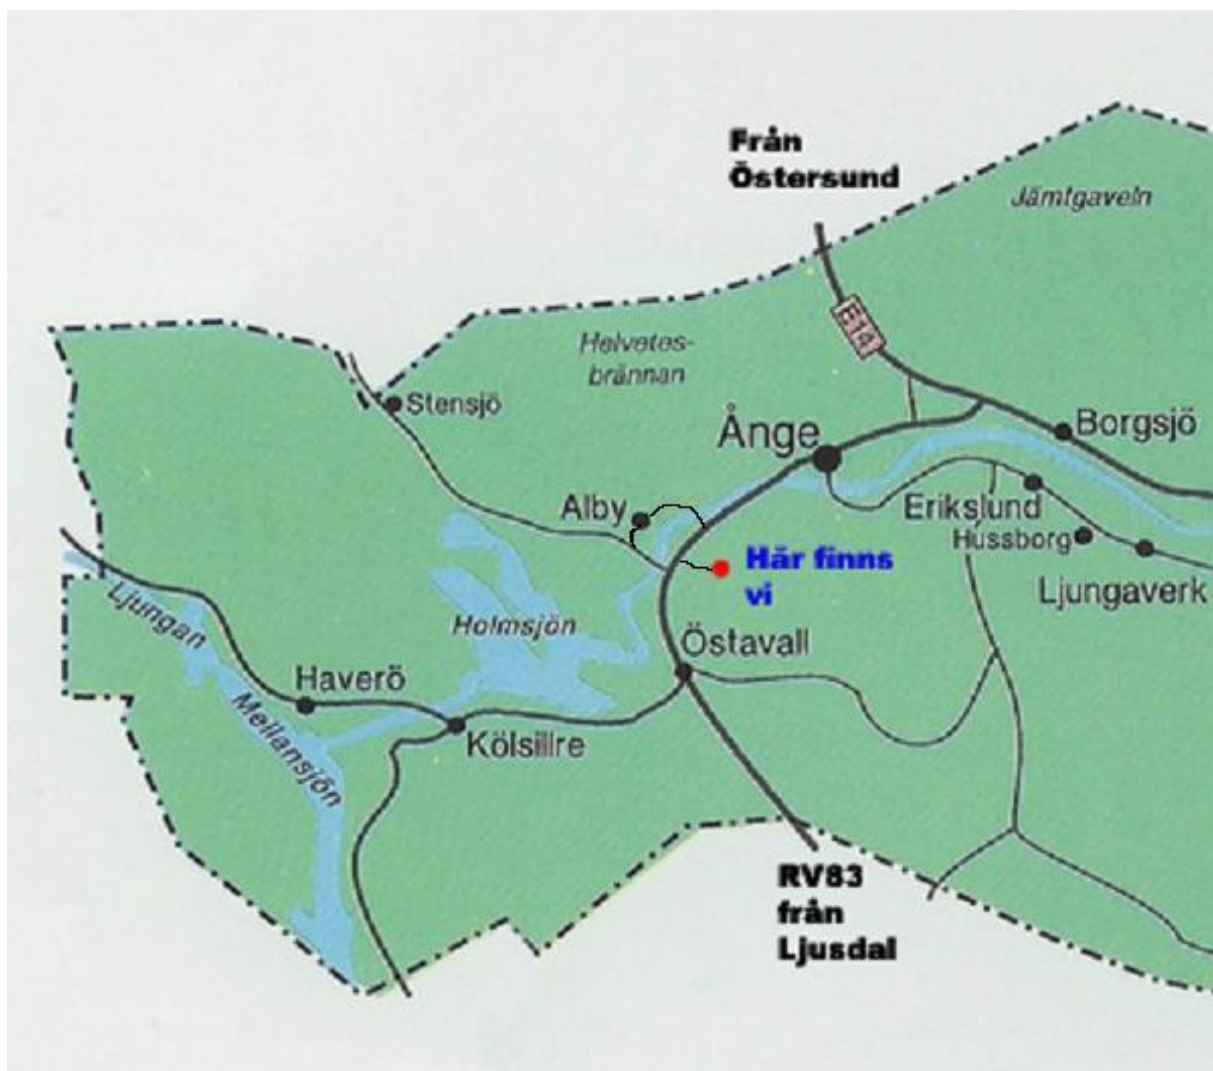 Från
Östersund
Jämtgaveln
E14
Helvetes-
brännan
Stensjö
Ånge
Borgsjö
Alby
Erikslund
Hussborg
Här finns
vi
Ljungaverk
Ljungan
Holmsjön
Östavall
Haverö
Mellansjön
Kölsillre
RV83
från
Ljusdal